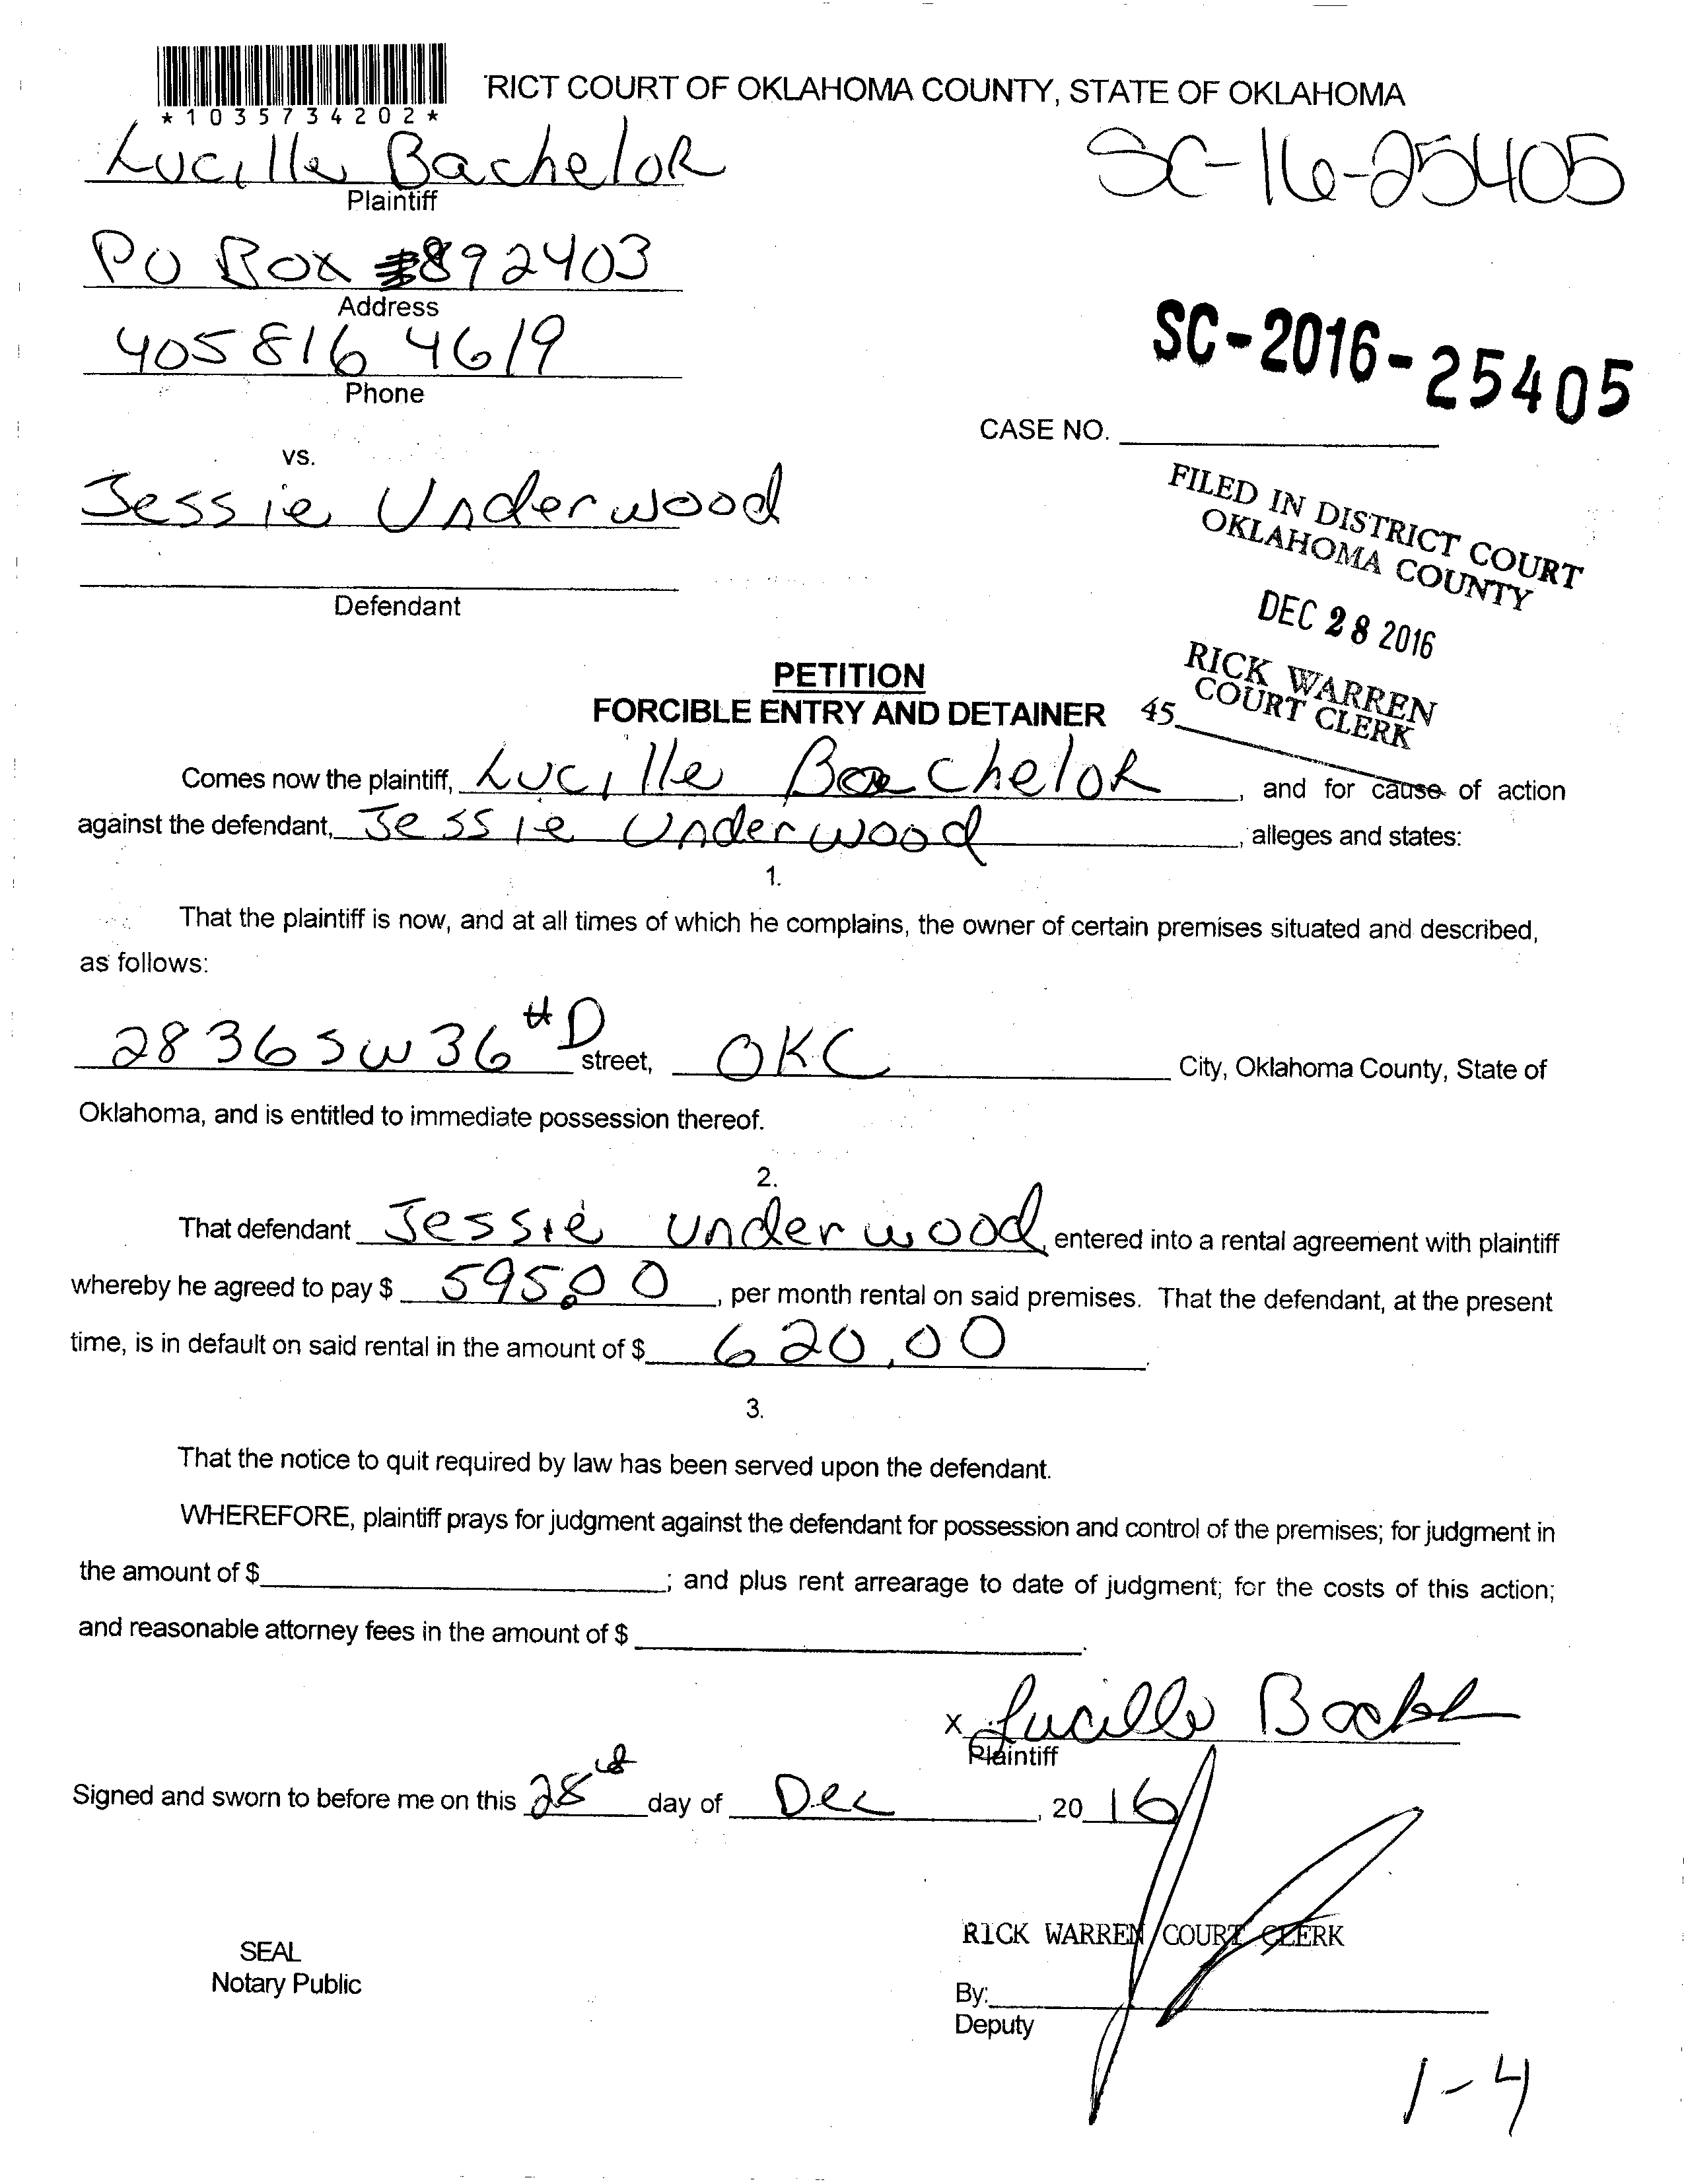 *1035734202*
RICT COURT OF OKLAHOMA COUNTY, STATE OF OKLAHOMA
Lucille Bachelor
Plaintiff
SC-16-25405
PO Box #892403
Address
405 816 4619
Phone
SC-2016-25405
CASE NO.
vs.
Jessie Underwood
Defendant
FILED IN DISTRICT COURT
OKLAHOMA COUNTY
DEC 28 2016
RICK WARREN
COURT CLERK
45
PETITION
FORCIBLE ENTRY AND DETAINER
Comes now the plaintiff, Lucille Bachelor, and for cause of action
against the defendant, Jessie Underwood, alleges and states:
1.
That the plaintiff is now, and at all times of which he complains, the owner of certain premises situated and described,
as follows:
2836 SW 36 #D street, OKC City, Oklahoma County, State of
Oklahoma, and is entitled to immediate possession thereof.
2.
That defendant Jessie Underwood, entered into a rental agreement with plaintiff
whereby he agreed to pay $ 595.00, per month rental on said premises. That the defendant, at the present
time, is in default on said rental in the amount of $ 620.00.
3.
That the notice to quit required by law has been served upon the defendant.
WHEREFORE, plaintiff prays for judgment against the defendant for possession and control of the premises; for judgment in
the amount of $; and plus rent arrearage to date of judgment; for the costs of this action;
and reasonable attorney fees in the amount of $.
x Lucille Bachelor
Plaintiff
Signed and sworn to before me on this 28 day of Dec, 20 16
SEAL
Notary Public
RICK WARREN COURT CLERK
By:
Deputy
1-4